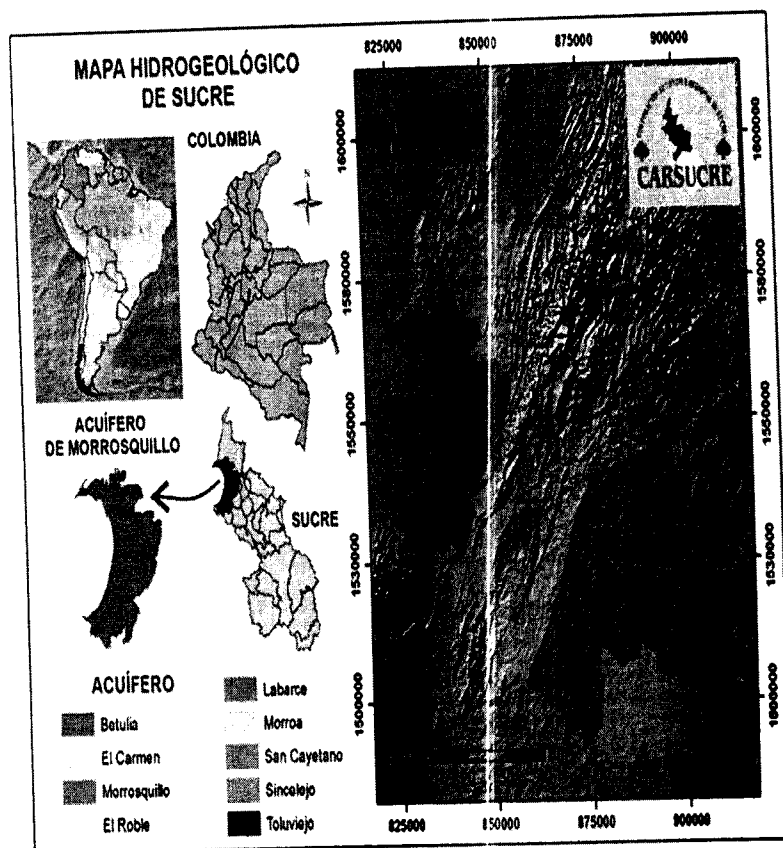 MAPA HIDROGEOLÓGICO
DE SUCRE
COLOMBIA
N
ACUÍFERO
DE MORROSQUILLO
SUCRE
ACUÍFERO
Betulia
El Carmen
Morrosquillo
El Roble
Labarce
Morroa
San Cayetano
Sincelejo
Toluviejo
825000 850000 875000 900000
CARSUCRE
1600000
1580000
1550000
1530000
1500000
1600000
1580000
1550000
1530000
825000 850000 875000 900000